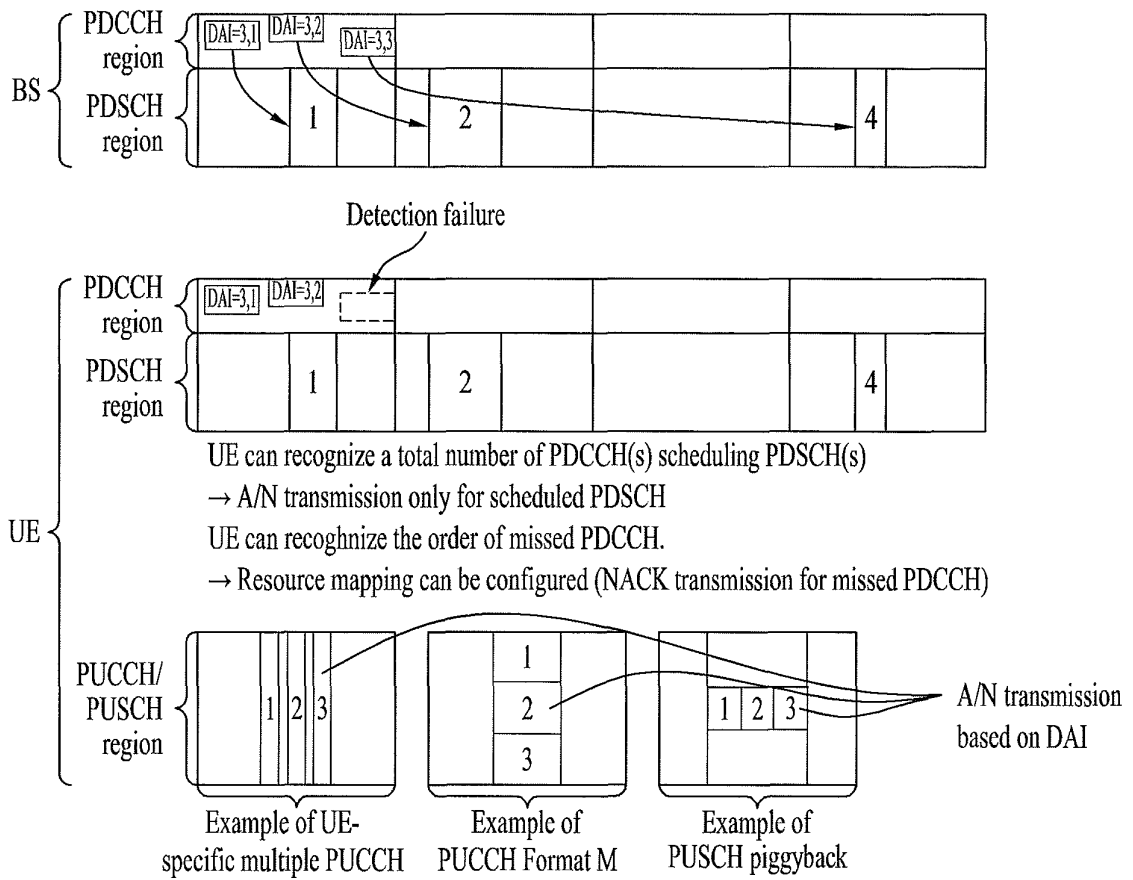 BS
PDCCH
region
DAI=3,1
DAI=3,2
DAI=3,3
PDSCH
region
1
2
4
Detection failure
UE
PDCCH
region
DAI=3,1
DAI=3,2
PDSCH
region
1
2
4
UE can recognize a total number of PDCCH(s) scheduling PDSCH(s)
→ A/N transmission only for scheduled PDSCH
UE can recoghnize the order of missed PDCCH.
→ Resource mapping can be configured (NACK transmission for missed PDCCH)
PUCCH/
PUSCH
region
1 2 3
1
2
3
1 2 3
A/N transmission
based on DAI
Example of UE-
specific multiple PUCCH
Example of
PUCCH Format M
Example of
PUSCH piggyback